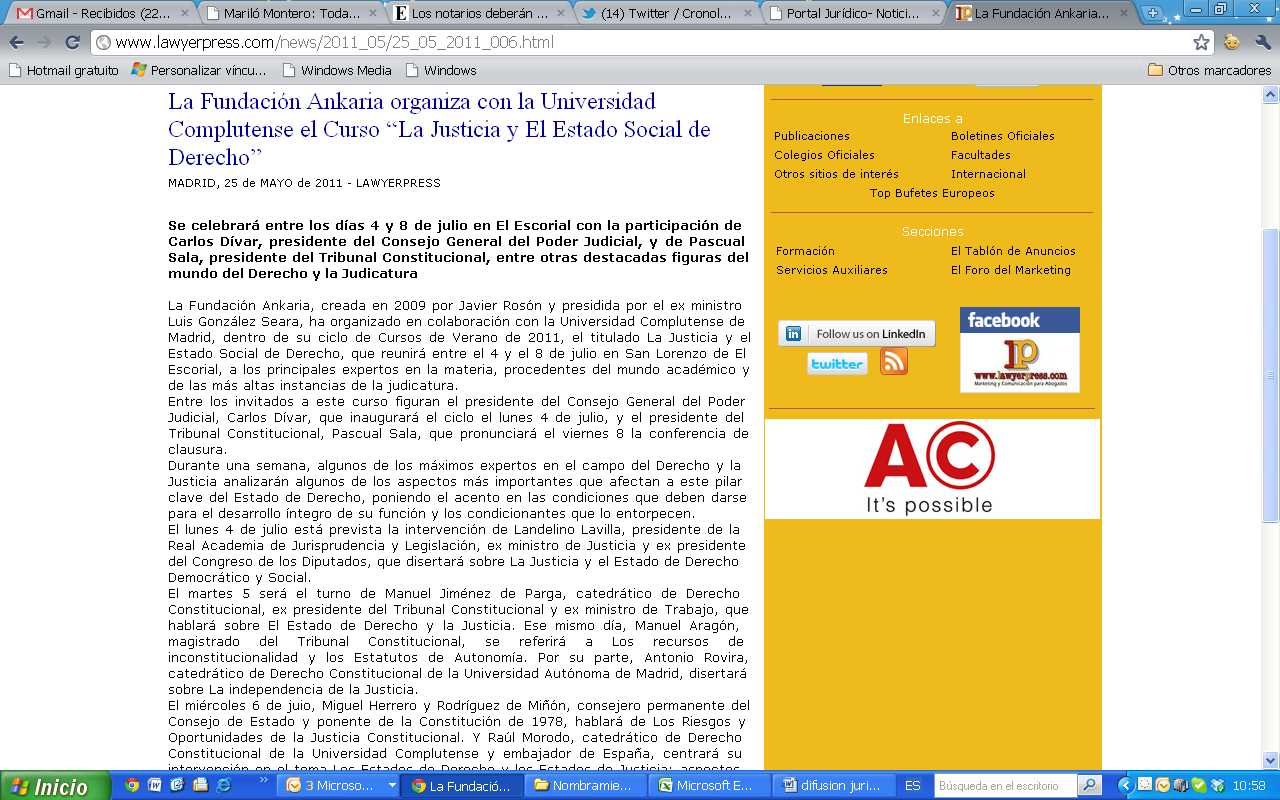 Gmail - Recibidos (22...
Mariló Montero: Toda...
Los notarios deberán ...
(14) Twitter / Cronol...
Portal Jurídico- Notici...
La Fundación Ankaria...
www.lawyerpress.com/news/2011_05/25_05_2011_006.html
Hotmail gratuito
Personalizar víncu...
Windows Media
Windows
Otros marcadores
La Fundación Ankaria organiza con la Universidad
Complutense el Curso “La Justicia y El Estado Social de
Derecho”
MADRID, 25 de MAYO de 2011 - LAWYERPRESS
Se celebrará entre los días 4 y 8 de julio en El Escorial con la participación de
Carlos Dívar, presidente del Consejo General del Poder Judicial, y de Pascual
Sala, presidente del Tribunal Constitucional, entre otras destacadas figuras del
mundo del Derecho y la Judicatura
La Fundación Ankaria, creada en 2009 por Javier Rosón y presidida por el ex ministro
Luis González Seara, ha organizado en colaboración con la Universidad Complutense de
Madrid, dentro de su ciclo de Cursos de Verano de 2011, el titulado La Justicia y el
Estado Social de Derecho, que reunirá entre el 4 y el 8 de julio en San Lorenzo de El
Esorial, a los principales expertos en la materia, procedentes del mundo académico y
de las más altas instancias de la judicatura.
Entre los invitados a este curso figuran el presidente del Consejo General del Poder
Judicial, Carlos Dívar, que inaugurará el ciclo el lunes 4 de julio, y el presidente del
Tribunal Constitucional, Pascual Sala, que pronunciará el viernes 8 la conferencia de
clausura.
Durante una semana, algunos de los máximos expertos en el campo del Derecho y la
Justicia analizarán algunos de los aspectos más importantes que afectan a este pilar
clave del Estado de Derecho, poniendo el acento en las condiciones que deben darse
para el desarrollo íntegro de su función y los condicionantes que lo entorpecen.
El lunes 4 de julio está prevista la intervención de Landelino Lavilla, presidente de la
Real Academia de Jurisprudencia y Legislación, ex ministro de Justicia y ex presidente
del Congreso de los Diputados, que disertará sobre La Justicia y el Estado de Derecho
Democrático y Social.
El martes 5 será el turno de Manuel Jiménez de Parga, catedrático de Derecho
Constitucional, ex presidente del Tribunal Constitucional y ex ministro de Trabajo, que
hablará sobre El Estado de Derecho y la Justicia. Ese mismo día, Manuel Aragón,
magistrado del Tribunal Constitucional, se referirá a Los recursos de
inconstitucionalidad y los Estatutos de Autonomía. Por su parte, Antonio Rovira,
catedrático de Derecho Constitucional de la Universidad Autónoma de Madrid, disertará
sobre La independencia de la Justicia.
El miércoles 6 de juio, Miguel Herrero y Rodríguez de Miñón, consejero permanente del
Consejo de Estado y ponente de la Constitución de 1978, hablará de Los Riesgos y
Oportunidades de la Justicia Constitucional. Y Raúl Morodo, catedrático de Derecho
Constitucional de la Universidad Complutense y embajador de España, centrará su
intervención en el tema Los Estados de Derecho y los Estados de Justicia: aspectos
Enlaces a
Publicaciones
Boletines Oficiales
Colegios Oficiales
Facultades
Otros sitios de interés
Internacional
Top Bufetes Europeos
Secciones
Formación
El Tablón de Anuncios
Servicios Auxiliares
El Foro del Marketing
in Follow us on LinkedIn
twitter
facebook
lp
www.lawyerpress.com
Marketing y Comunicación para Abogados
AC
It's possible
Inicio
3 Microso...
La Fundació...
Nombramie...
Microsoft E...
difusion juri...
ES
Búsqueda en el escritorio
10:58